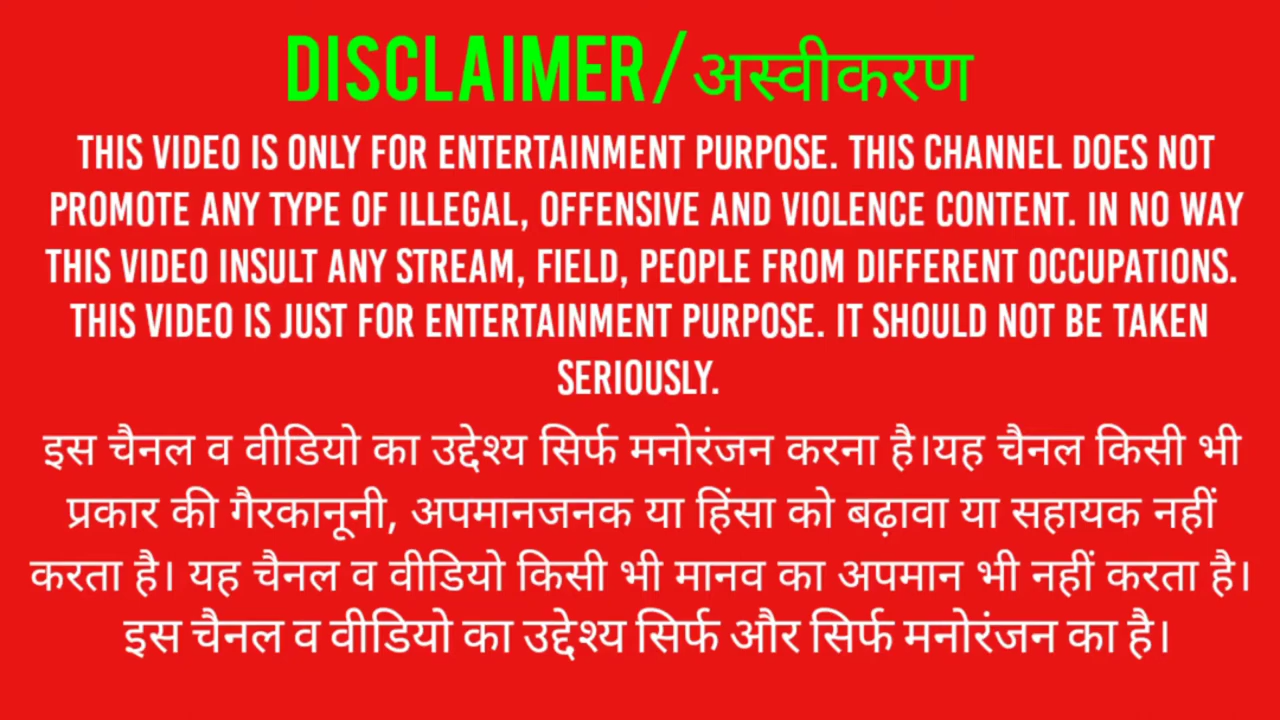 DISCLAIMER/अस्वीकरण
THIS VIDEO IS ONLY FOR ENTERTAINMENT PURPOSE. THIS CHANNEL DOES NOT
PROMOTE ANY TYPE OF ILLEGAL, OFFENSIVE AND VIOLENCE CONTENT. IN NO WAY
THIS VIDEO INSULT ANY STREAM, FIELD, PEOPLE FROM DIFFERENT OCCUPATIONS.
THIS VIDEO IS JUST FOR ENTERTAINMENT PURPOSE. IT SHOULD NOT BE TAKEN
SERIOUSLY.
इस चैनल व वीडियो का उद्देश्य सिर्फ मनोरंजन करना है।यह चैनल किसी भी
प्रकार की गैरकानूनी, अपमानजनक या हिंसा को बढ़ावा या सहायक नहीं
करता है। यह चैनल व वीडियो किसी भी मानव का अपमान भी नहीं करता है।
इस चैनल व वीडियो का उद्देश्य सिर्फ और सिर्फ मनोरंजन का है।